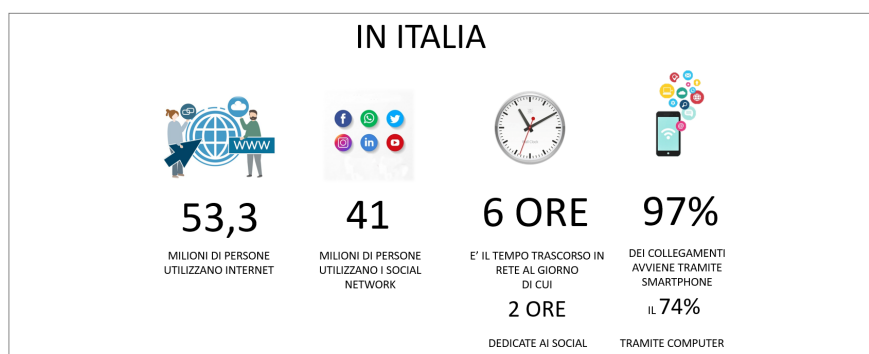 IN ITALIA
WWW
53,3
MILIONI DI PERSONE
UTILIZZANO INTERNET
41
MILIONI DI PERSONE
UTILIZZANO I SOCIAL
NETWORK
6 ORE
E' IL TEMPO TRASCORSO IN
RETE AL GIORNO
DI CUI
2 ORE
DEDICATE AI SOCIAL
97%
DEI COLLEGAMENTI
AVVIENE TRAMITE
SMARTPHONE
IL 74%
TRAMITE COMPUTER